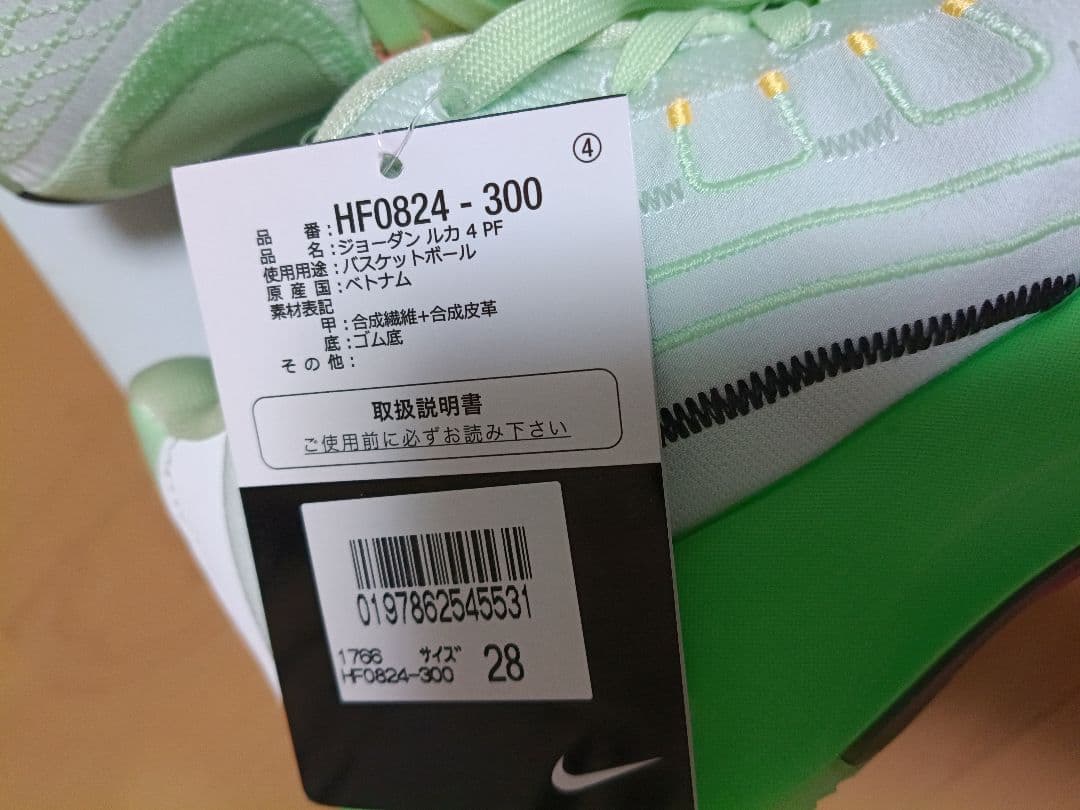 ④
品 番:HF0824 - 300
品 名:ジョーダン ルカ 4 PF
使用用途:バスケットボール
原産国:ベトナム
素材表記
甲:合成繊維+合成皮革
底:ゴム底
その他:
取扱説明書
ご使用前に必ずお読み下さい
0197862545531
1766 サイズ 28
HF0824-300